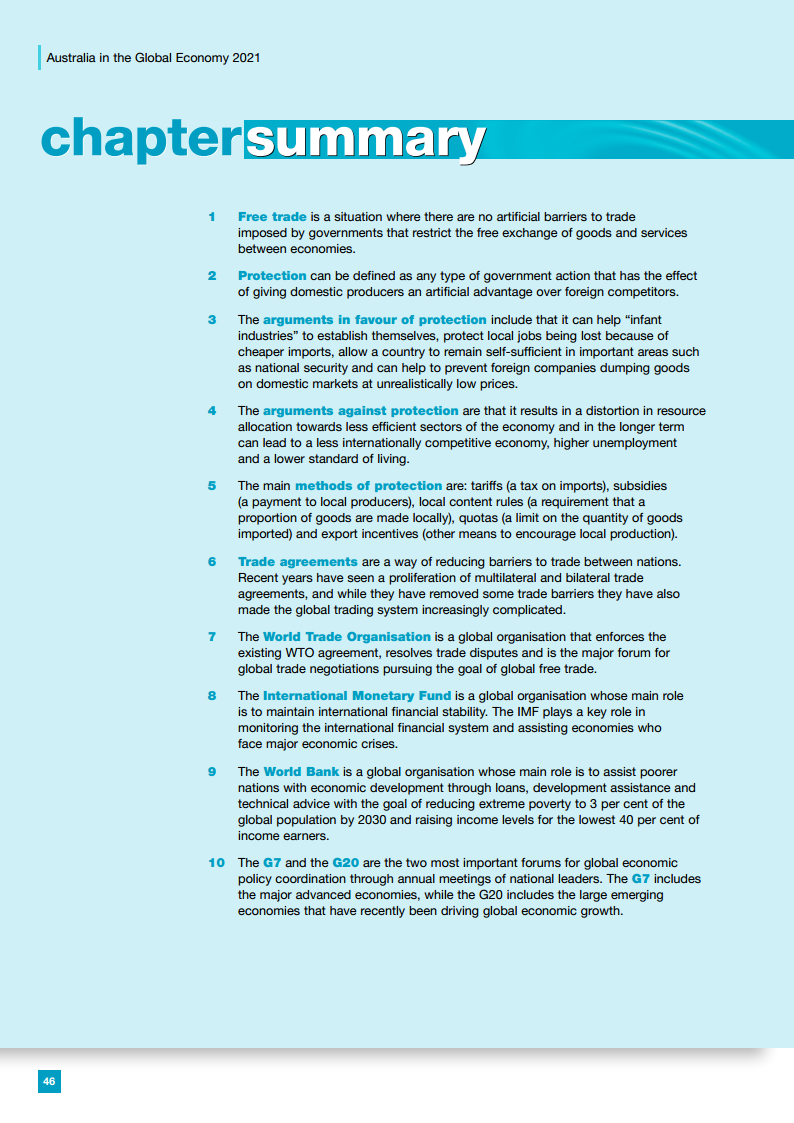 Australia in the Global Economy 2021
chapter summary
1 Free trade is a situation where there are no artificial barriers to trade
imposed by governments that restrict the free exchange of goods and services
between economies.
2 Protection can be defined as any type of government action that has the effect
of giving domestic producers an artificial advantage over foreign competitors.
3 The arguments in favour of protection include that it can help “infant
industries” to establish themselves, protect local jobs being lost because of
cheaper imports, allow a country to remain self-sufficient in important areas such
as national security and can help to prevent foreign companies dumping goods
on domestic markets at unrealistically low prices.
4 The arguments against protection are that it results in a distortion in resource
allocation towards less efficient sectors of the economy and in the longer term
can lead to a less internationally competitive economy, higher unemployment
and a lower standard of living.
5 The main methods of protection are: tariffs (a tax on imports), subsidies
(a payment to local producers), local content rules (a requirement that a
proportion of goods are made locally), quotas (a limit on the quantity of goods
imported) and export incentives (other means to encourage local production).
6 Trade agreements are a way of reducing barriers to trade between nations.
Recent years have seen a proliferation of multilateral and bilateral trade
agreements, and while they have removed some trade barriers they have also
made the global trading system increasingly complicated.
7 The World Trade Organisation is a global organisation that enforces the
existing WTO agreement, resolves trade disputes and is the major forum for
global trade negotiations pursuing the goal of global free trade.
8 The International Monetary Fund is a global organisation whose main role
is to maintain international financial stability. The IMF plays a key role in
monitoring the international financial system and assisting economies who
face major economic crises.
9 The World Bank is a global organisation whose main role is to assist poorer
nations with economic development through loans, development assistance and
technical advice with the goal of reducing extreme poverty to 3 per cent of the
global population by 2030 and raising income levels for the lowest 40 per cent of
income earners.
10 The G7 and the G20 are the two most important forums for global economic
policy coordination through annual meetings of national leaders. The G7 includes
the major advanced economies, while the G20 includes the large emerging
economies that have recently been driving global economic growth.
46